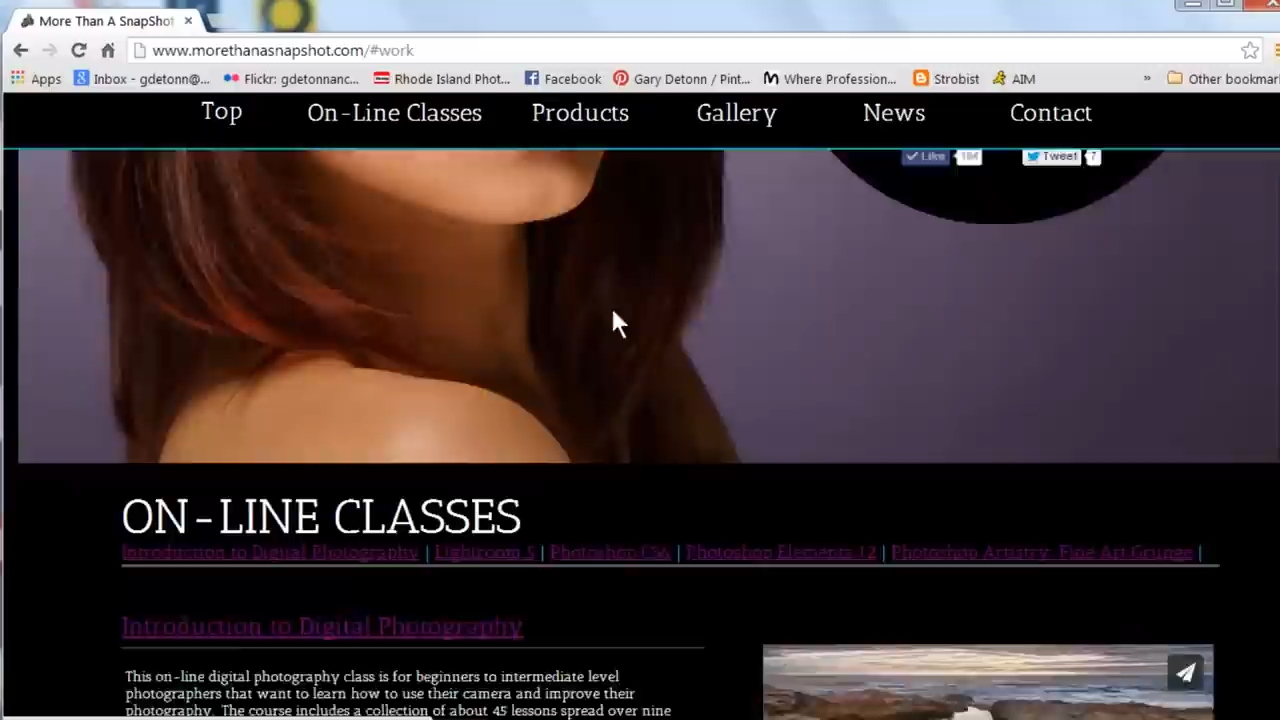 More Than A SnapShot
www.morethanasnapshot.com/#work
Apps Inbox - gdetonn@... Flickr: gdetonnanc... Rhode Island Phot... Facebook Gary Detonn / Pint... Where Profession... Strobist AIM » Other bookmar
Top On-Line Classes Products Gallery News Contact
Like Tweet 7
ON-LINE CLASSES
Introduction to Digital Photography | Lightroom 5 | Photoshop CS6 | Photoshop Elements 12 | Photoshop Artistry: Fine Art Grunge |
Introduction to Digital Photography
This on-line digital photography class is for beginners to intermediate level
photographers that want to learn how to use their camera and improve their
photography. The course includes a collection of about 45 lessons spread over nine